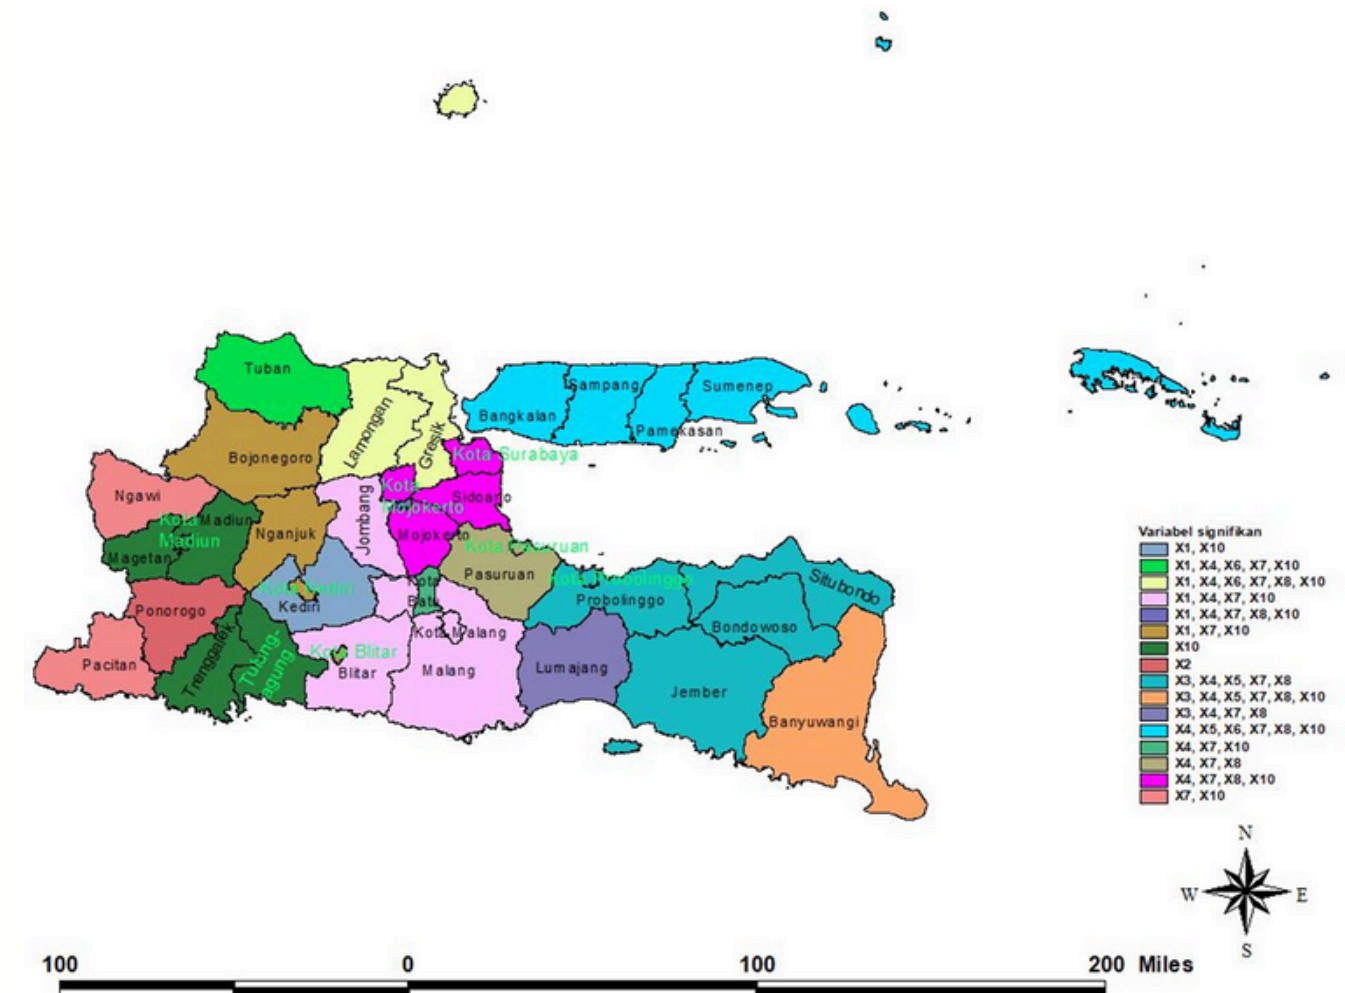 Tuban
Lamongan
Gresik
Bangkalan
Sampang
Pamekasan
Sumenep
Bojonegoro
Kota Surabaya
Ngawi
Kota
Madiun
Madiun
Magetan
Nganjuk
Jombang
Kota
Mojokerto
Sidoarjo
Mojokerto
Kota Pasuruan
Pasuruan
Kota Kediri
Kediri
Kota
Batu
Kota Probolinggo
Probolinggo
Situbondo
Bondowoso
Ponorogo
Pacitan
Trenggalek
Tulung-
agung
Kota Blitar
Blitar
Kota Malang
Malang
Lumajang
Jember
Banyuwangi
Variabel signifikan
X1, X10
X1, X4, X6, X7, X10
X1, X4, X6, X7, X8, X10
X1, X4, X7, X10
X1, X4, X7, X8, X10
X1, X7, X10
X10
X2
X3, X4, X5, X7, X8
X3, X4, X5, X7, X8, X10
X3, X4, X7, X8
X4, X5, X6, X7, X8, X10
X4, X7, X10
X4, X7, X8
X4, X7, X8, X10
X7, X10
N
W E
S
100 0 100 200 Miles